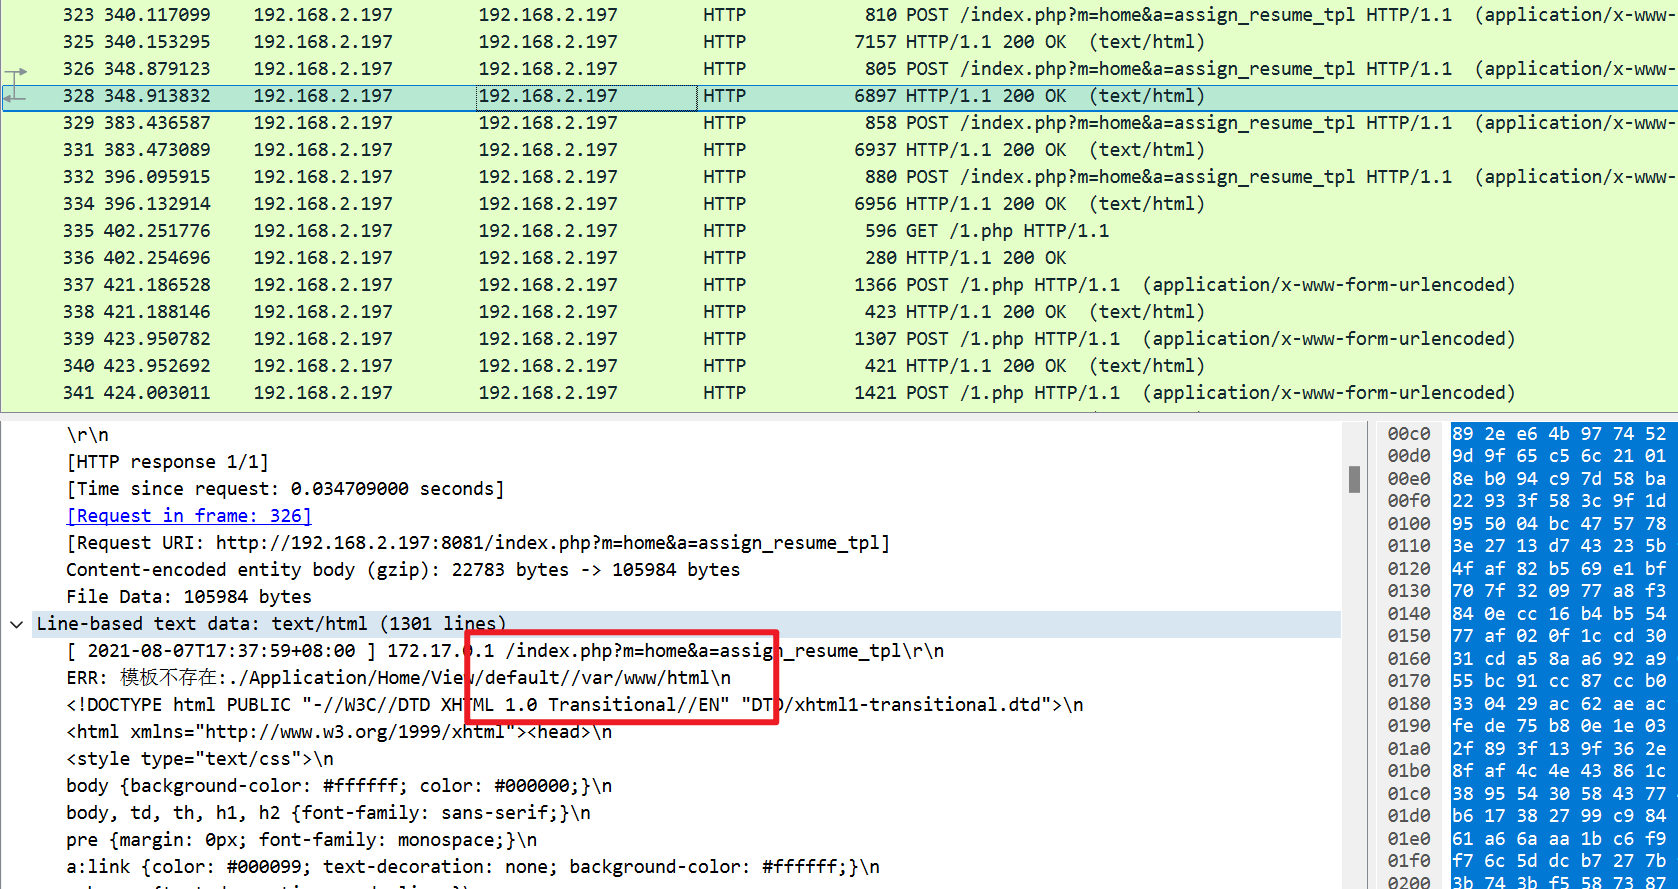 323 340.117099 192.168.2.197 192.168.2.197 HTTP 810 POST /index.php?m=home&a=assign_resume_tpl HTTP/1.1 (application/x-www-
325 340.153295 192.168.2.197 192.168.2.197 HTTP 7157 HTTP/1.1 200 OK (text/html)
326 348.879123 192.168.2.197 192.168.2.197 HTTP 805 POST /index.php?m=home&a=assign_resume_tpl HTTP/1.1 (application/x-www-
328 348.913832 192.168.2.197 192.168.2.197 HTTP 6897 HTTP/1.1 200 OK (text/html)
329 383.436587 192.168.2.197 192.168.2.197 HTTP 858 POST /index.php?m=home&a=assign_resume_tpl HTTP/1.1 (application/x-www-
331 383.473089 192.168.2.197 192.168.2.197 HTTP 6937 HTTP/1.1 200 OK (text/html)
332 396.095915 192.168.2.197 192.168.2.197 HTTP 880 POST /index.php?m=home&a=assign_resume_tpl HTTP/1.1 (application/x-www-
334 396.132914 192.168.2.197 192.168.2.197 HTTP 6956 HTTP/1.1 200 OK (text/html)
335 402.251776 192.168.2.197 192.168.2.197 HTTP 596 GET /1.php HTTP/1.1
336 402.254696 192.168.2.197 192.168.2.197 HTTP 280 HTTP/1.1 200 OK
337 421.186528 192.168.2.197 192.168.2.197 HTTP 1366 POST /1.php HTTP/1.1 (application/x-www-form-urlencoded)
338 421.188146 192.168.2.197 192.168.2.197 HTTP 423 HTTP/1.1 200 OK (text/html)
339 423.950782 192.168.2.197 192.168.2.197 HTTP 1307 POST /1.php HTTP/1.1 (application/x-www-form-urlencoded)
340 423.952692 192.168.2.197 192.168.2.197 HTTP 421 HTTP/1.1 200 OK (text/html)
341 424.003011 192.168.2.197 192.168.2.197 HTTP 1421 POST /1.php HTTP/1.1 (application/x-www-form-urlencoded)
\r\n
[HTTP response 1/1]
[Time since request: 0.034709000 seconds]
[Request in frame: 326]
[Request URI: http://192.168.2.197:8081/index.php?m=home&a=assign_resume_tpl]
Content-encoded entity body (gzip): 22783 bytes -> 105984 bytes
File Data: 105984 bytes
Line-based text data: text/html (1301 lines)
[ 2021-08-07T17:37:59+08:00 ] 172.17.0.1 /index.php?m=home&a=assign_resume_tpl\r\n
ERR: 模板不存在:./Application/Home/View/default//var/www/html\n
<!DOCTYPE html PUBLIC "-//W3C//DTD XHTML 1.0 Transitional//EN" "DTD/xhtml1-transitional.dtd">\n
<html xmlns="http://www.w3.org/1999/xhtml"><head>\n
<style type="text/css">\n
body {background-color: #ffffff; color: #000000;}\n
body, td, th, h1, h2 {font-family: sans-serif;}\n
pre {margin: 0px; font-family: monospace;}\n
a:link {color: #000099; text-decoration: none; background-color: #ffffff;}\n
00c0 89 2e e6 4b 97 74 52
00d0 9d 9f 65 c5 6c 21 01
00e0 8e b0 94 c9 7d 58 ba
00f0 22 93 3f 58 3c 9f 1d
0100 95 50 04 bc 47 57 78
0110 3e 27 13 d7 43 23 5b
0120 4f af 82 b5 69 e1 bf
0130 70 7f 32 09 77 a8 f3
0140 84 0e cc 16 b4 b5 54
0150 77 af 02 0f 1c cd 30
0160 31 cd a5 8a a6 92 a9
0170 55 bc 91 cc 87 cc b0
0180 33 04 29 ac 62 ae ac
0190 fe de 75 b8 0e 1e 03
01a0 2f 89 3f 13 9f 36 2e
01b0 8f af 4c 4e 43 86 1c
01c0 38 95 54 30 58 43 77
01d0 b6 17 38 27 99 c9 84
01e0 61 a6 6a aa 1b c6 f9
01f0 f7 6c 5d dc b7 27 7b
0200 3b 74 3b f5 58 73 87